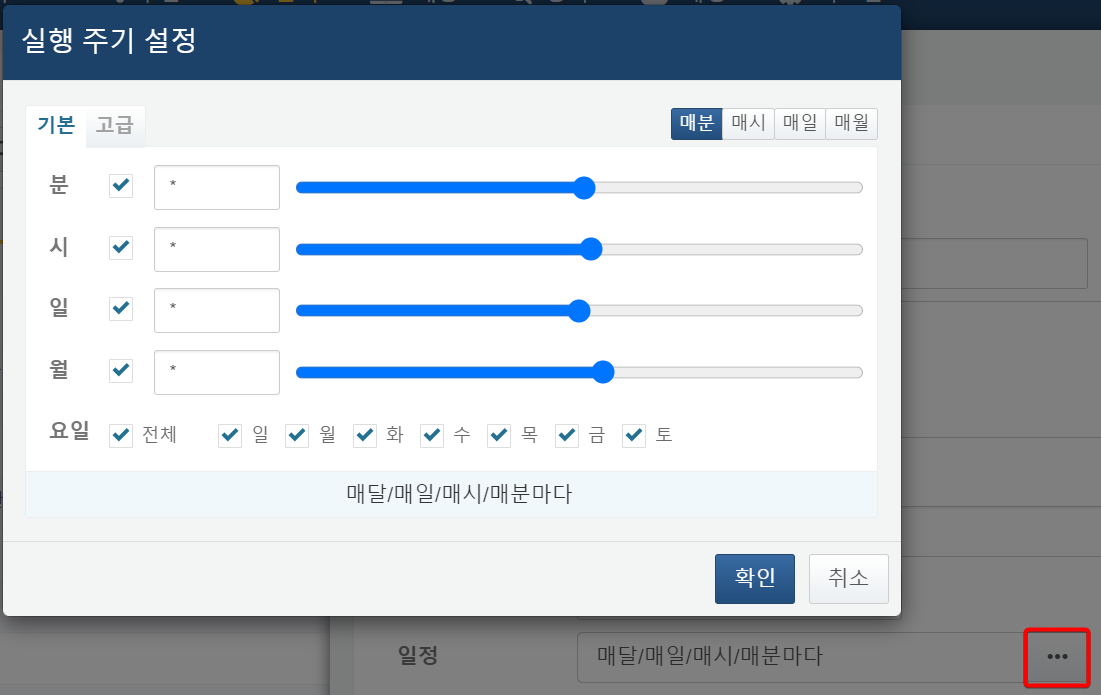 실행 주기 설정
기본 고급 매분 매시 매일 매월
분 *
시 *
일 *
월 *
요일 전체 일 월 화 수 목 금 토
매달/매일/매시/매분마다
확인 취소
일정 매달/매일/매시/매분마다 •••